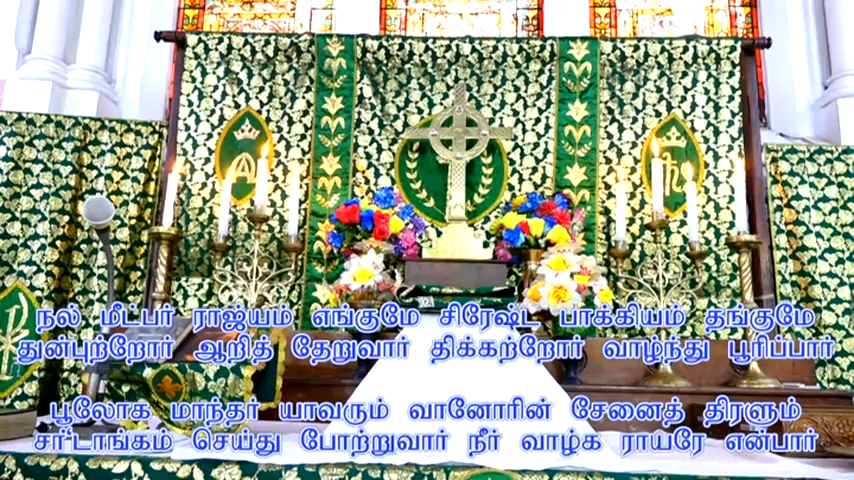 நல் மீட்பர் ராஜ்யம் எங்குமே சிரேஷ்ட பாக்கியம் தங்குமே
துன்புற்றோர் ஆறித் தேறுவார் திக்கற்றோர் வாழ்ந்து பூரிப்பார்
பூலோக மாந்தர் யாவரும் வானோரின் சேனைத் திரளும்
சாஷ்டாங்கம் செய்து போற்றுவார் நீர் வாழ்க ராயரே என்பார்